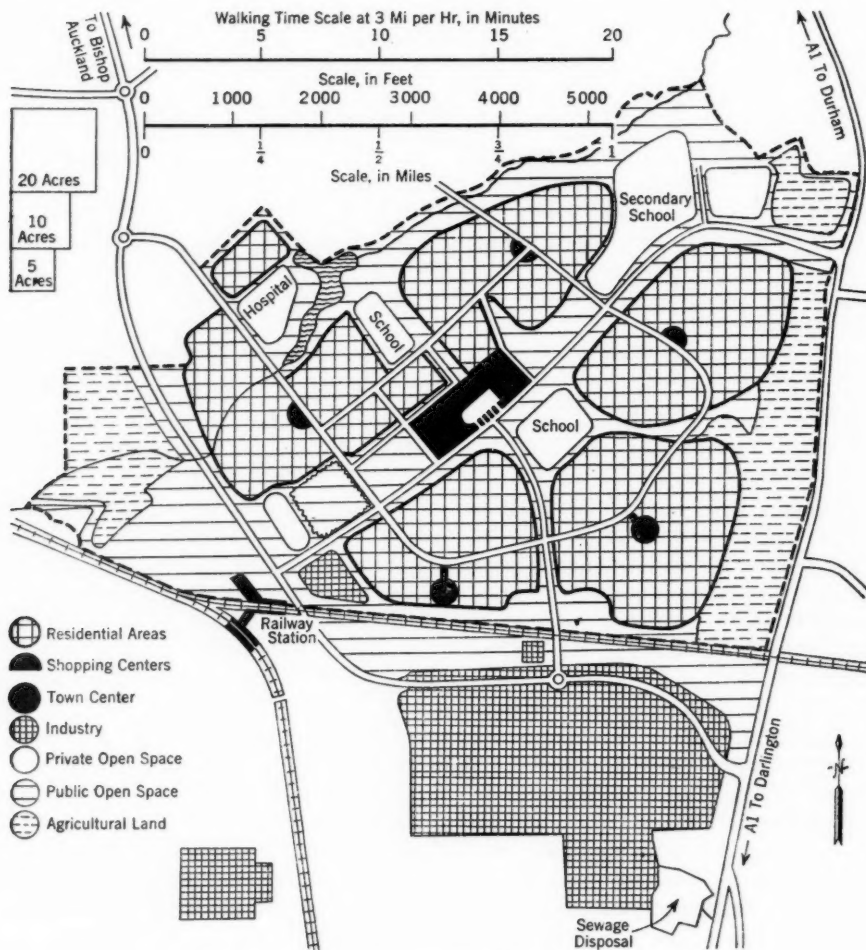 Walking Time Scale at 3 Mi per Hr, in Minutes
0 5 10 15 20
Scale, in Feet
0 1000 2000 3000 4000 5000
0 1/4 1/2 3/4 1
Scale, in Miles
To Bishop
Auckland
A1 To Durham
20 Acres
10
Acres
5
Acres
Secondary
School
Hospital
School
School
Railway
Station
Residential Areas
Shopping Centers
Town Center
Industry
Private Open Space
Public Open Space
Agricultural Land
N
A1 To Darlington
Sewage
Disposal